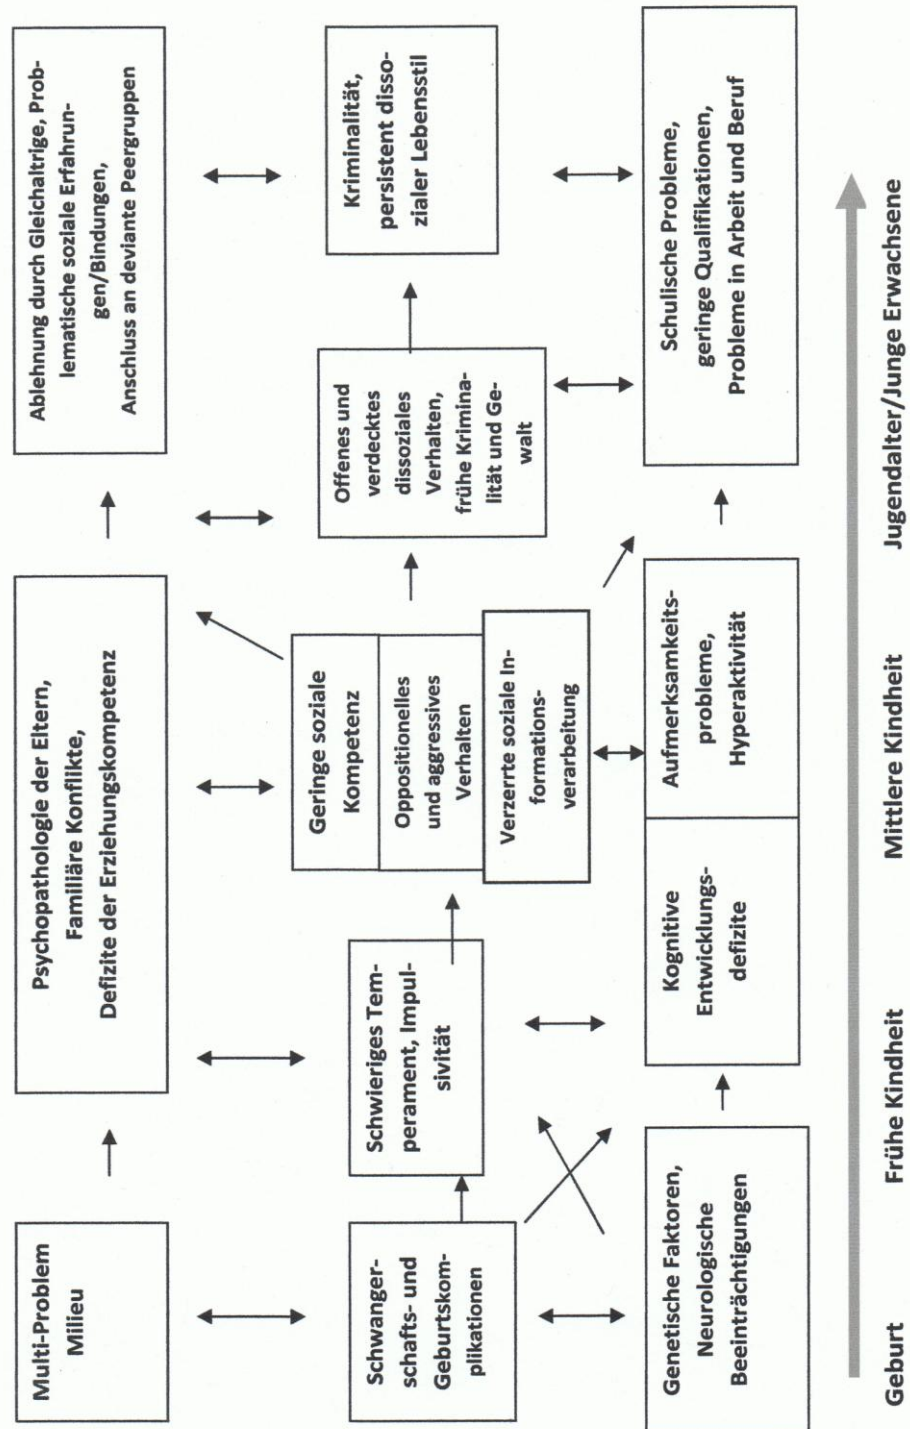 Multi-Problem
Milieu
Psychopathologie der Eltern,
Familiäre Konflikte,
Defizite der Erziehungskompetenz
Ablehnung durch Gleichaltrige, Prob-
lematische soziale Erfahrun-
gen/Bindungen,
Anschluss an deviante Peergruppen
Schwanger-
schafts- und
Geburtskom-
plikationen
Schwieriges Tem-
perament, Impul-
sivität
Geringe soziale
Kompetenz
Oppositionelles
und aggressives
Verhalten
Verzerrte soziale In-
formations-
verarbeitung
Offenes und
verdecktes
dissoziales
Verhalten,
frühe Krimina-
lität und Ge-
walt
Kriminalität,
persistent disso-
zialer Lebensstil
Genetische Faktoren,
Neurologische
Beeinträchtigungen
Kognitive
Entwicklungs-
defizite
Aufmerksamkeits-
probleme,
Hyperaktivität
Schulische Probleme,
geringe Qualifikationen,
Probleme in Arbeit und Beruf
Geburt
Frühe Kindheit
Mittlere Kindheit
Jugendalter/Junge Erwachsene